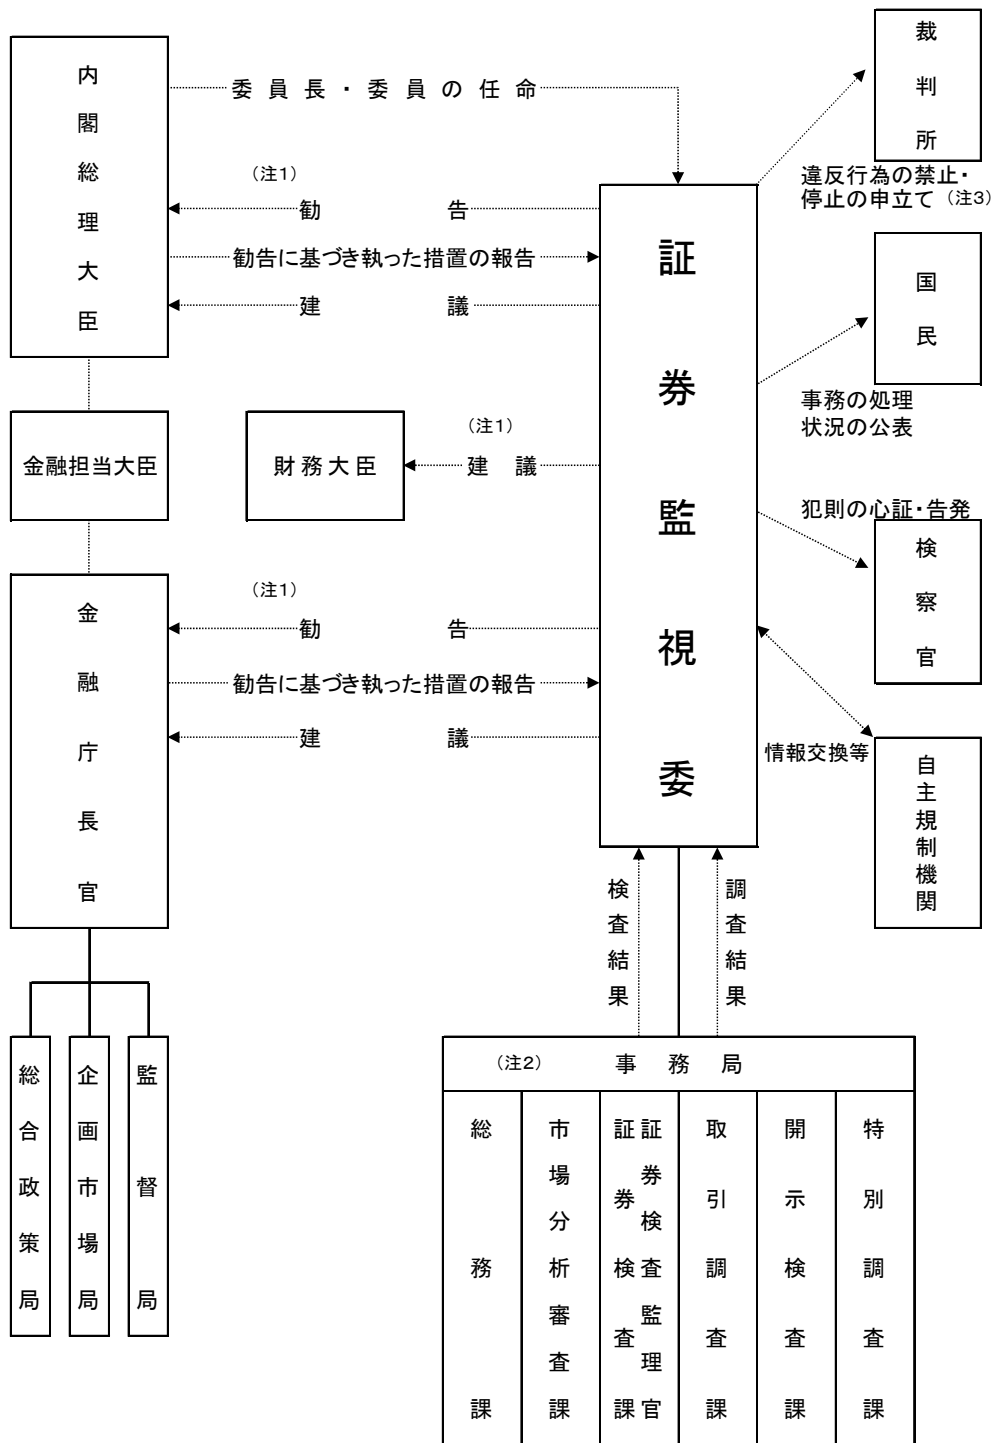 内閣総理大臣
委員長・委員の任命
(注1)
勧告
勧告に基づき執った措置の報告
建議
金融担当大臣
財務大臣
(注1)
建議
金融庁長官
(注1)
勧告
勧告に基づき執った措置の報告
建議
証券監視委
裁判所
違反行為の禁止・
停止の申立て(注3)
国民
事務の処理
状況の公表
犯則の心証・告発
検察官
情報交換等
自主規制機関
検査結果
調査結果
総合政策局
企画市場局
監督局
(注2) 事務局
総務課
市場分析審査課
証券検査課
証券検査監理官
取引調査課
開示検査課
特別調査課